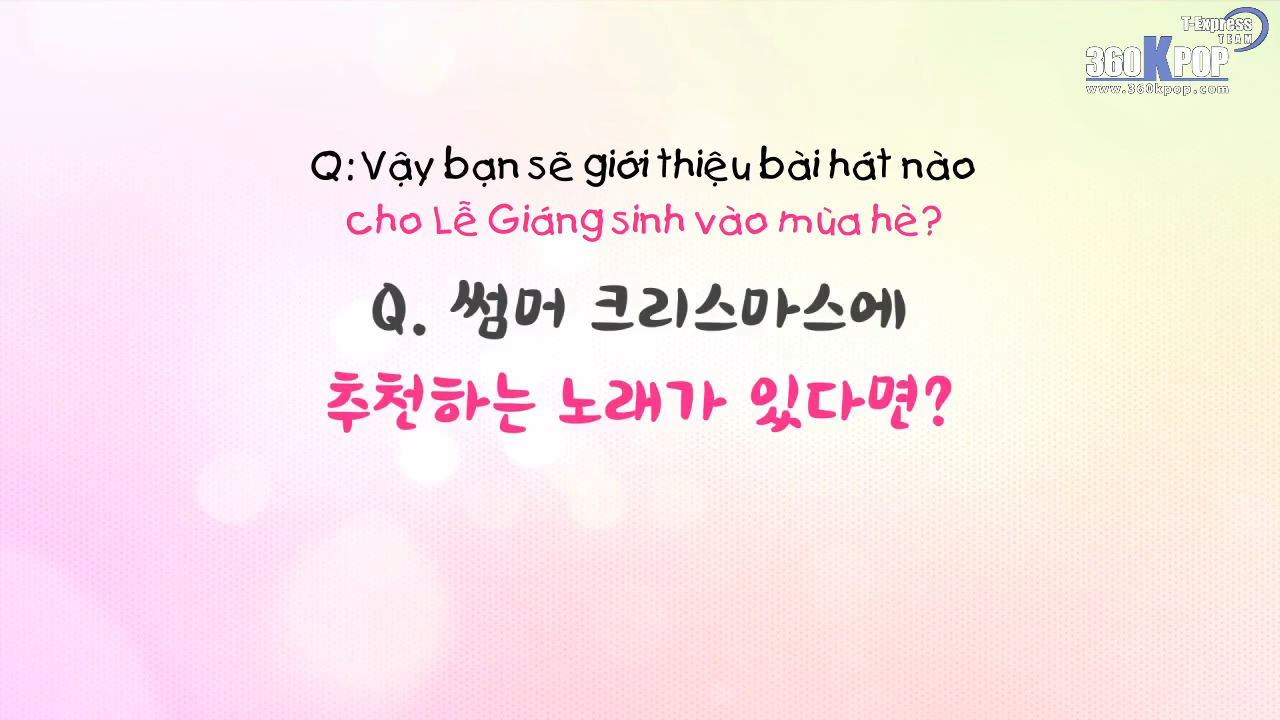 T-Express
TEAM
360KPOP
www.360kpop.com
Q: Vậy bạn sẽ giới thiệu bài hát nào
cho Lễ Giáng sinh vào mùa hè?
Q. 썸머 크리스마스에
추천하는 노래가 있다면?